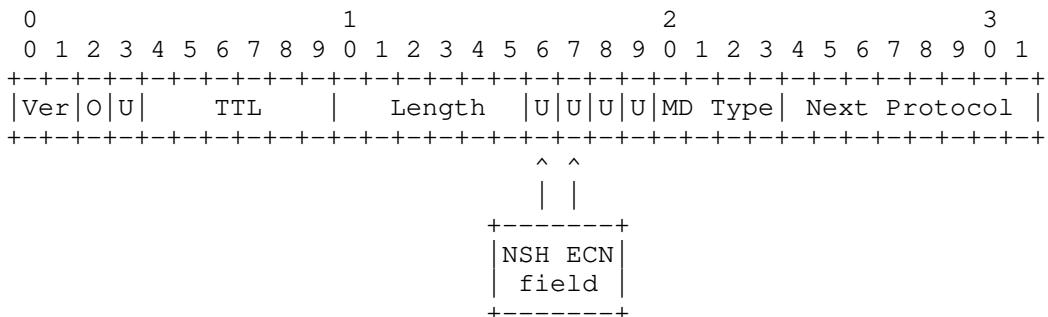 0                   1                   2                   3
 0 1 2 3 4 5 6 7 8 9 0 1 2 3 4 5 6 7 8 9 0 1 2 3 4 5 6 7 8 9 0 1
+-+-+-+-+-+-+-+-+-+-+-+-+-+-+-+-+-+-+-+-+-+-+-+-+-+-+-+-+-+-+-+-+
|Ver|O|U|    TTL    |   Length  |U|U|U|U|MD Type| Next Protocol |
+-+-+-+-+-+-+-+-+-+-+-+-+-+-+-+-+-+-+-+-+-+-+-+-+-+-+-+-+-+-+-+-+
                                 ^ ^
                                 | |
                              +-------+
                              |NSH ECN|
                              | field |
                              +-------+